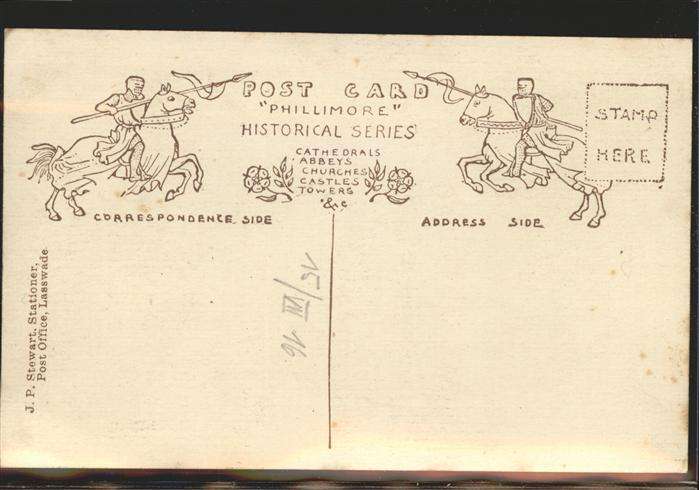 POST CARD
"PHILLIMORE"
HISTORICAL SERIES
CATHEDRALS
ABBEYS
CHURCHES
CASTLES
TOWERS
&c
STAMP
HERE
CORRESPONDENCE SIDE
ADDRESS SIDE
J. P. Stewart, Stationer,
Post Office, Lasswade